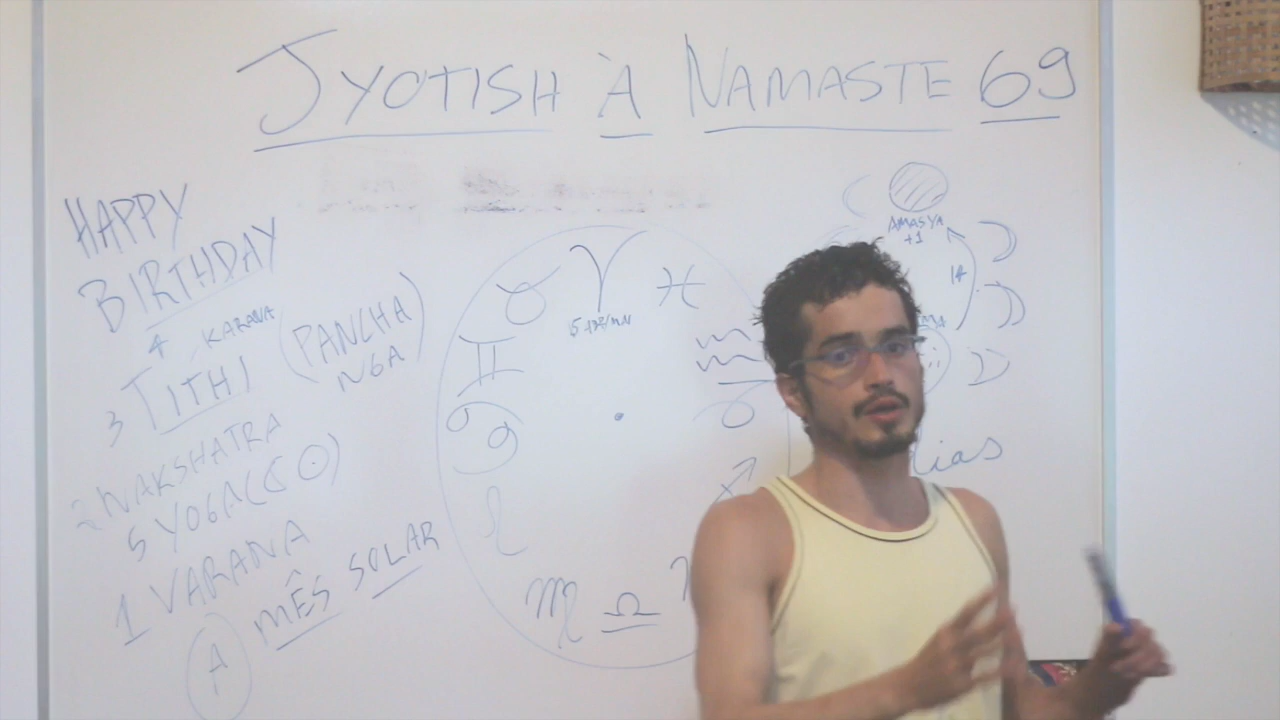 JYOTISH À NAMASTE 69
HAPPY
BIRTHDAY
4 KARANA
3 TITHI (PANCHA
NGA)
2 NAKSHATRA
5 YOGA(☾☉)
1 VARANA
A MÊS SOLAR
♈ ♉ ♊ ♋ ♌ ♍ ♎ ♐ ♑ ♒ ♓
AMASYA
+1
14